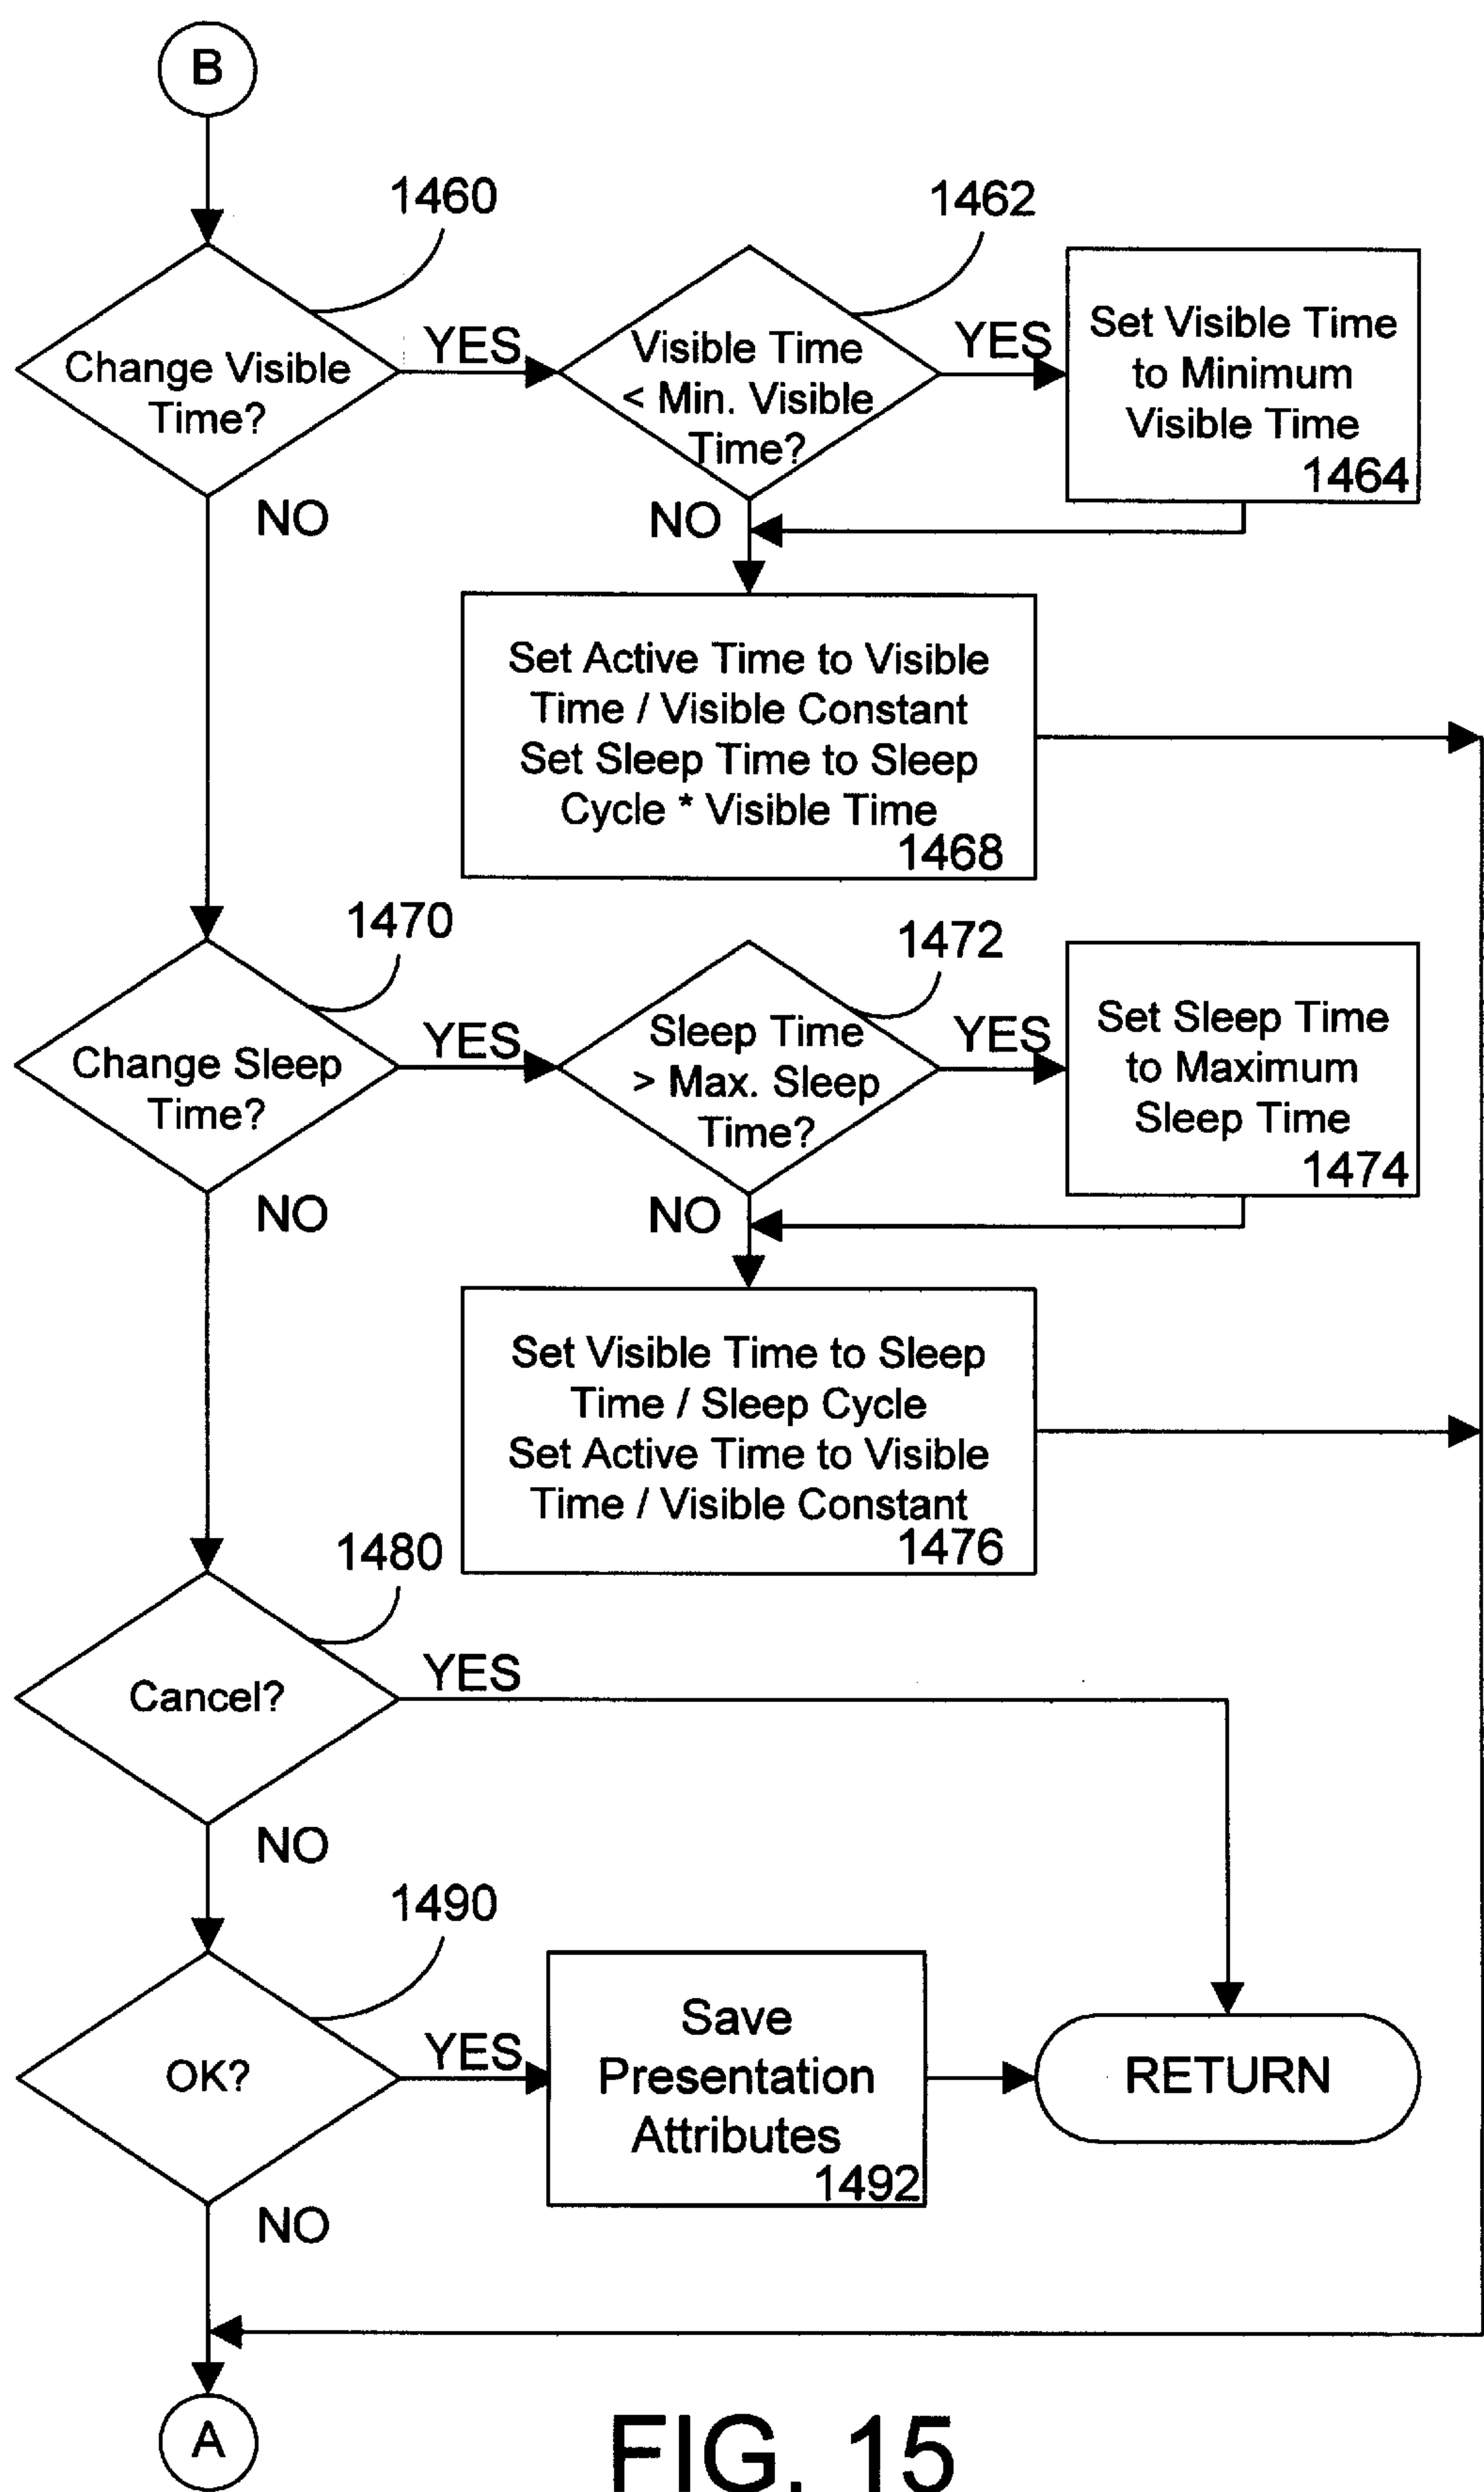 B
1460
1462
Change Visible
Time?
YES
Visible Time
< Min. Visible
Time?
YES
Set Visible Time
to Minimum
Visible Time
1464
NO
NO
Set Active Time to Visible
Time / Visible Constant
Set Sleep Time to Sleep
Cycle * Visible Time
1468
1470
1472
Change Sleep
Time?
YES
Sleep Time
> Max. Sleep
Time?
YES
Set Sleep Time
to Maximum
Sleep Time
1474
NO
NO
Set Visible Time to Sleep
Time / Sleep Cycle
Set Active Time to Visible
Time / Visible Constant
1476
1480
Cancel?
YES
NO
1490
OK?
YES
Save
Presentation
Attributes
1492
RETURN
NO
A
FIG. 15